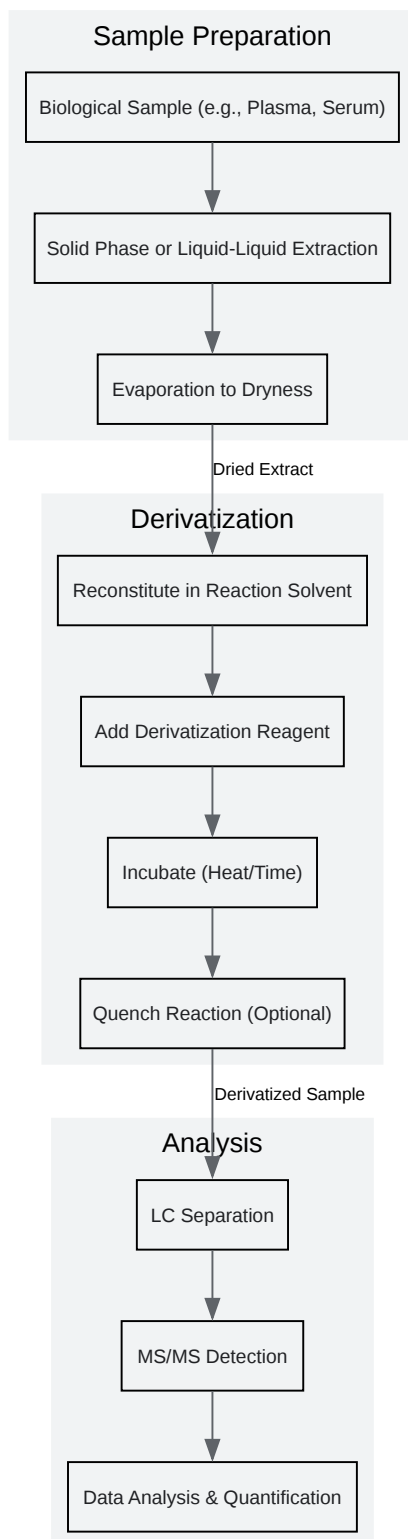 Sample Preparation
Biological Sample (e.g., Plasma, Serum)
Solid Phase or Liquid-Liquid Extraction
Evaporation to Dryness
Dried Extract
Derivatization
Reconstitute in Reaction Solvent
Add Derivatization Reagent
Incubate (Heat/Time)
Quench Reaction (Optional)
Derivatized Sample
Analysis
LC Separation
MS/MS Detection
Data Analysis & Quantification